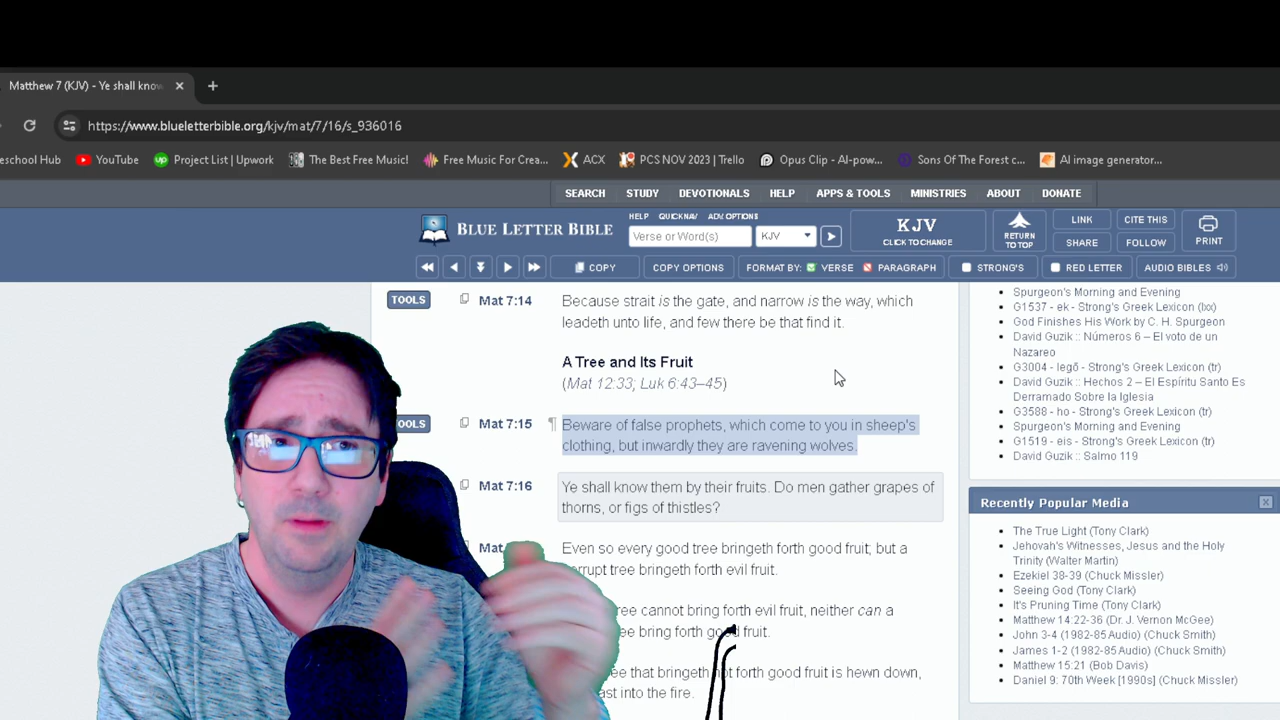 Matthew 7 (KJV) - Ye shall know
https://www.blueletterbible.org/kjv/mat/7/16/s_936016
eschool Hub YouTube Project List | Upwork The Best Free Music! Free Music For Crea... ACX PCS NOV 2023 | Trello Opus Clip - AI-pow... Sons Of The Forest c... AI image generator...
SEARCH STUDY DEVOTIONALS HELP APPS & TOOLS MINISTRIES ABOUT DONATE
HELP QUICKNAV ADV. OPTIONS
BLUE LETTER BIBLE Verse or Word(s) KJV
KJV
CLICK TO CHANGE
RETURN
TO TOP
LINK CITE THIS
SHARE FOLLOW
PRINT
COPY COPY OPTIONS FORMAT BY: VERSE PARAGRAPH STRONG'S RED LETTER AUDIO BIBLES
TOOLS Mat 7:14 Because strait is the gate, and narrow is the way, which
leadeth unto life, and few there be that find it.
A Tree and Its Fruit
(Mat 12:33; Luk 6:43–45)
OOLS Mat 7:15 ¶ Beware of false prophets, which come to you in sheep's
clothing, but inwardly they are ravening wolves.
Mat 7:16 Ye shall know them by their fruits. Do men gather grapes of
thorns, or figs of thistles?
Mat Even so every good tree bringeth forth good fruit; but a
rrupt tree bringeth forth evil fruit.
ree cannot bring forth evil fruit, neither can a
ee bring forth good fruit.
ee that bringeth not forth good fruit is hewn down,
ast into the fire.
Spurgeon's Morning and Evening
G1537 - ek - Strong's Greek Lexicon (lxx)
God Finishes His Work by C. H. Spurgeon
David Guzik :: Números 6 – El voto de un
Nazareo
G3004 - legō - Strong's Greek Lexicon (tr)
David Guzik :: Hechos 2 – El Espíritu Santo Es
Derramado Sobre la Iglesia
G3588 - ho - Strong's Greek Lexicon (tr)
Spurgeon's Morning and Evening
G1519 - eis - Strong's Greek Lexicon (tr)
David Guzik :: Salmo 119
Recently Popular Media
The True Light (Tony Clark)
Jehovah's Witnesses, Jesus and the Holy
Trinity (Walter Martin)
Ezekiel 38-39 (Chuck Missler)
Seeing God (Tony Clark)
It's Pruning Time (Tony Clark)
Matthew 14:22-36 (Dr. J. Vernon McGee)
John 3-4 (1982-85 Audio) (Chuck Smith)
James 1-2 (1982-85 Audio) (Chuck Smith)
Matthew 15:21 (Bob Davis)
Daniel 9: 70th Week [1990s] (Chuck Missler)